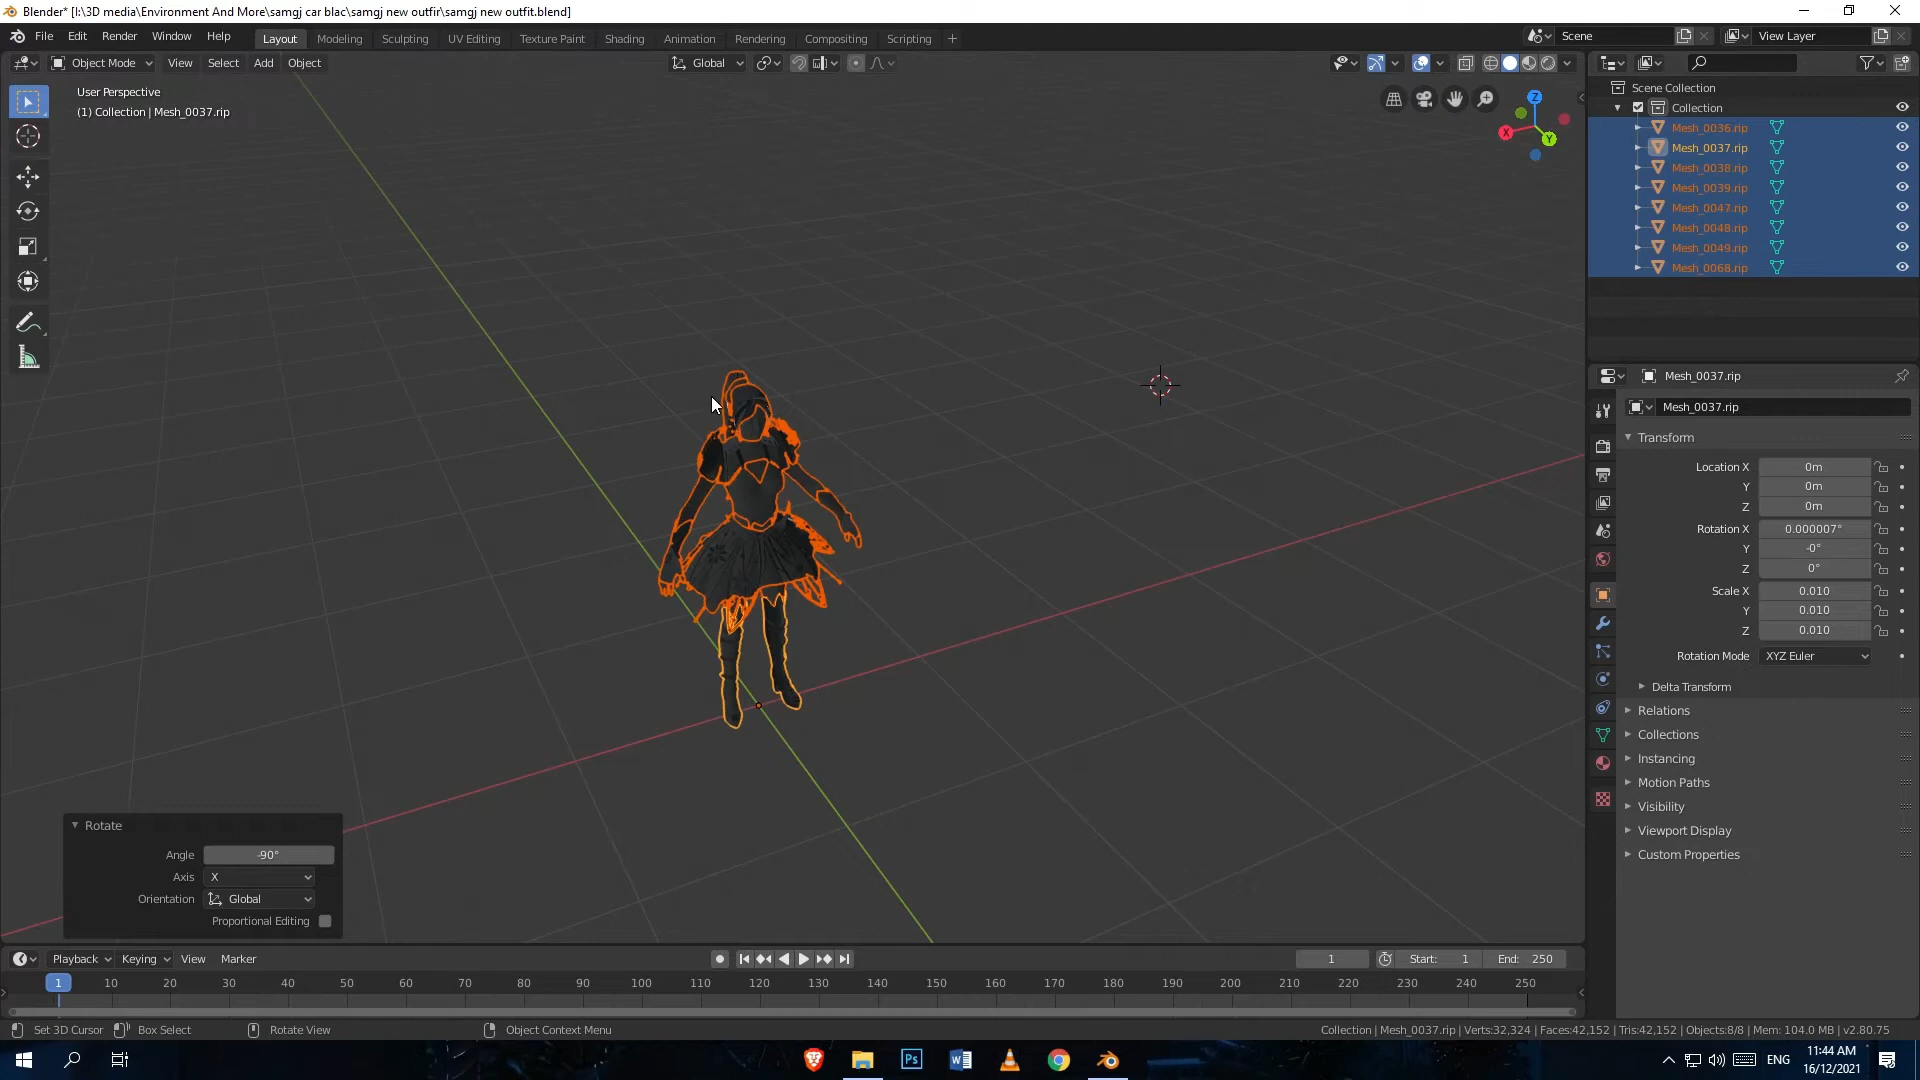 Blender* [I:\3D media\Environment And More\samgj car blac\samgj new outfir\samgj new outfit.blend]
File Edit Render Window Help
Layout Modeling Sculpting UV Editing Texture Paint Shading Animation Rendering Compositing Scripting +
Scene
View Layer
Object Mode View Select Add Object
Global
User Perspective
(1) Collection | Mesh_0037.rip
Z
X
Y
Scene Collection
Collection
Mesh_0036.rip
Mesh_0037.rip
Mesh_0038.rip
Mesh_0039.rip
Mesh_0047.rip
Mesh_0048.rip
Mesh_0049.rip
Mesh_0068.rip
Mesh_0037.rip
Mesh_0037.rip
Transform
Location X 0m
Y 0m
Z 0m
Rotation X 0.000007°
Y -0°
Z 0°
Scale X 0.010
Y 0.010
Z 0.010
Rotation Mode XYZ Euler
Delta Transform
Relations
Collections
Instancing
Motion Paths
Visibility
Viewport Display
Custom Properties
Rotate
Angle -90°
Axis X
Orientation Global
Proportional Editing
Playback Keying View Marker
1 Start: 1 End: 250
1 10 20 30 40 50 60 70 80 90 100 110 120 130 140 150 160 170 180 190 200 210 220 230 240 250
Set 3D Cursor Box Select Rotate View Object Context Menu
Collection | Mesh_0037.rip | Verts:32,324 | Faces:42,152 | Tris:42,152 | Objects:8/8 | Mem: 104.0 MB | v2.80.75
Ps
ENG
11:44 AM
16/12/2021